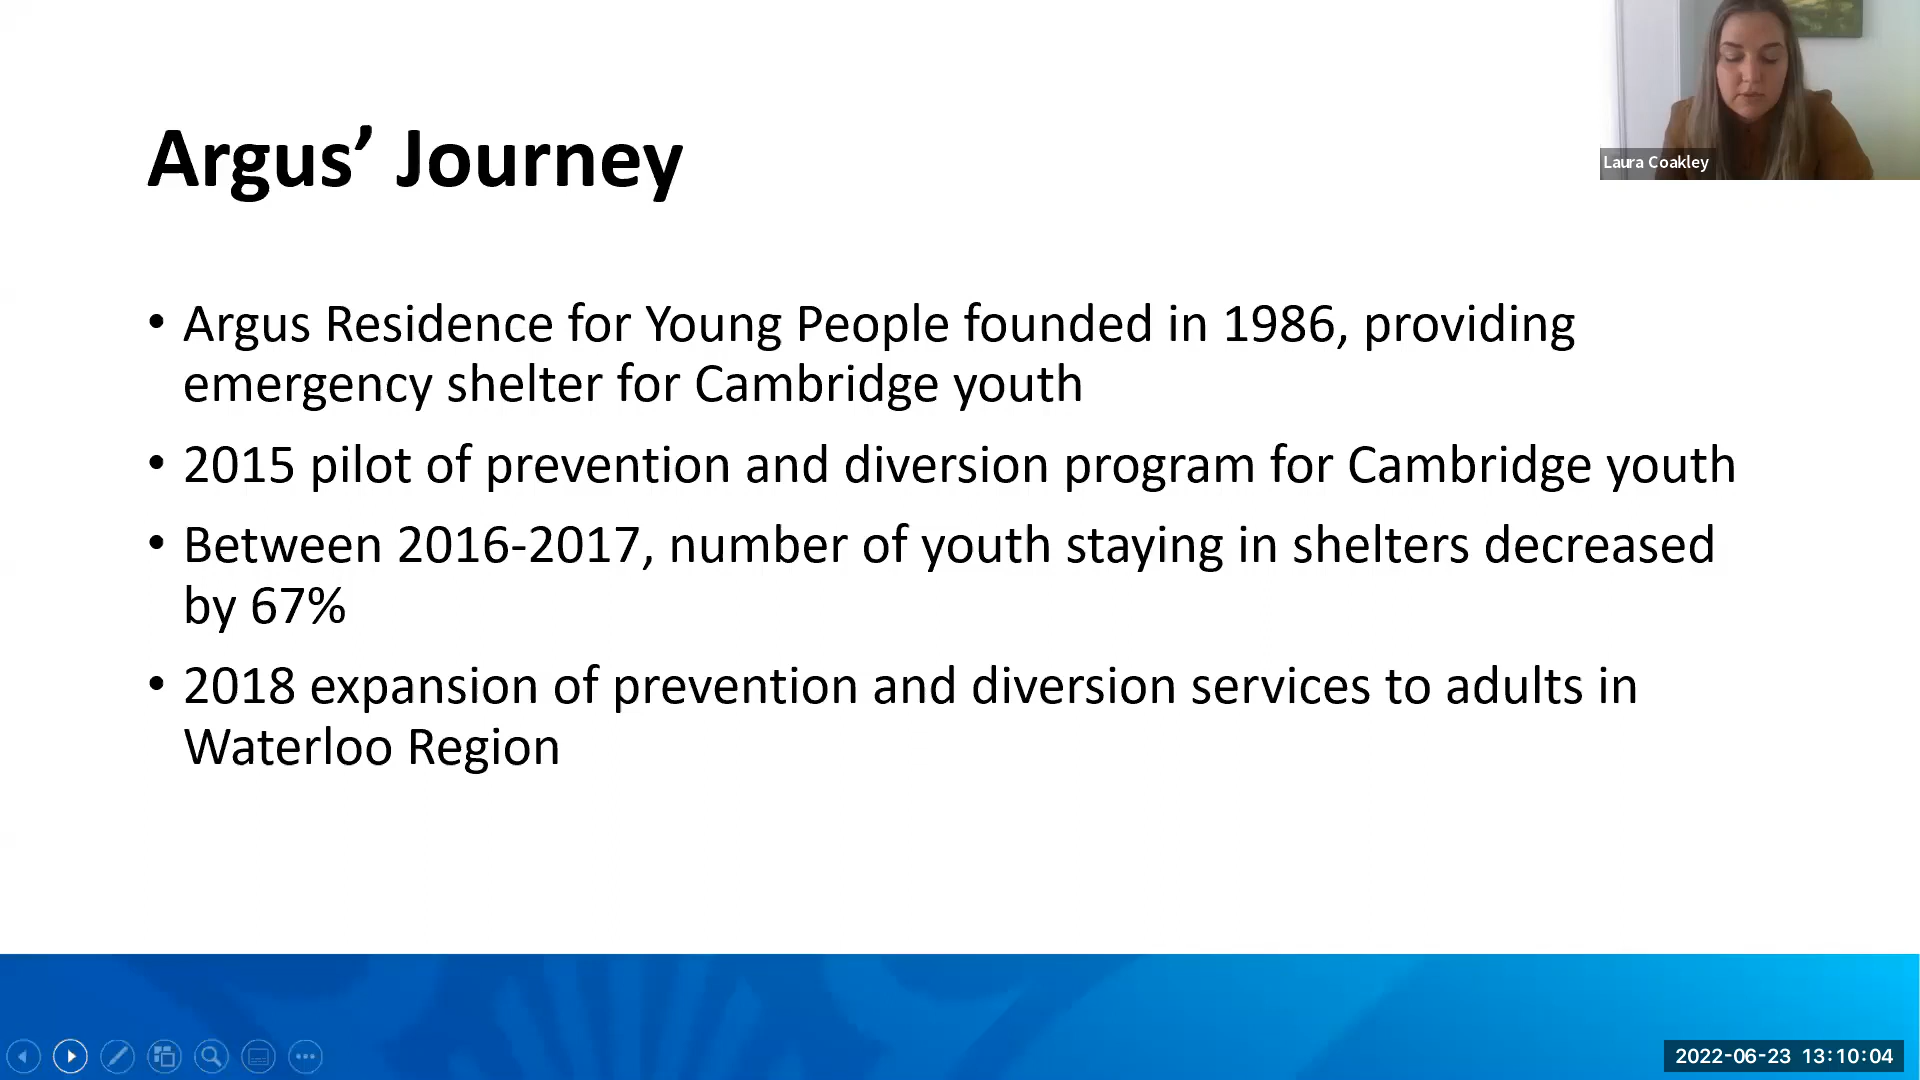 Argus’ Journey
Laura Coakley
• Argus Residence for Young People founded in 1986, providing
emergency shelter for Cambridge youth
• 2015 pilot of prevention and diversion program for Cambridge youth
• Between 2016-2017, number of youth staying in shelters decreased
by 67%
• 2018 expansion of prevention and diversion services to adults in
Waterloo Region
2022-06-23 13:10:04